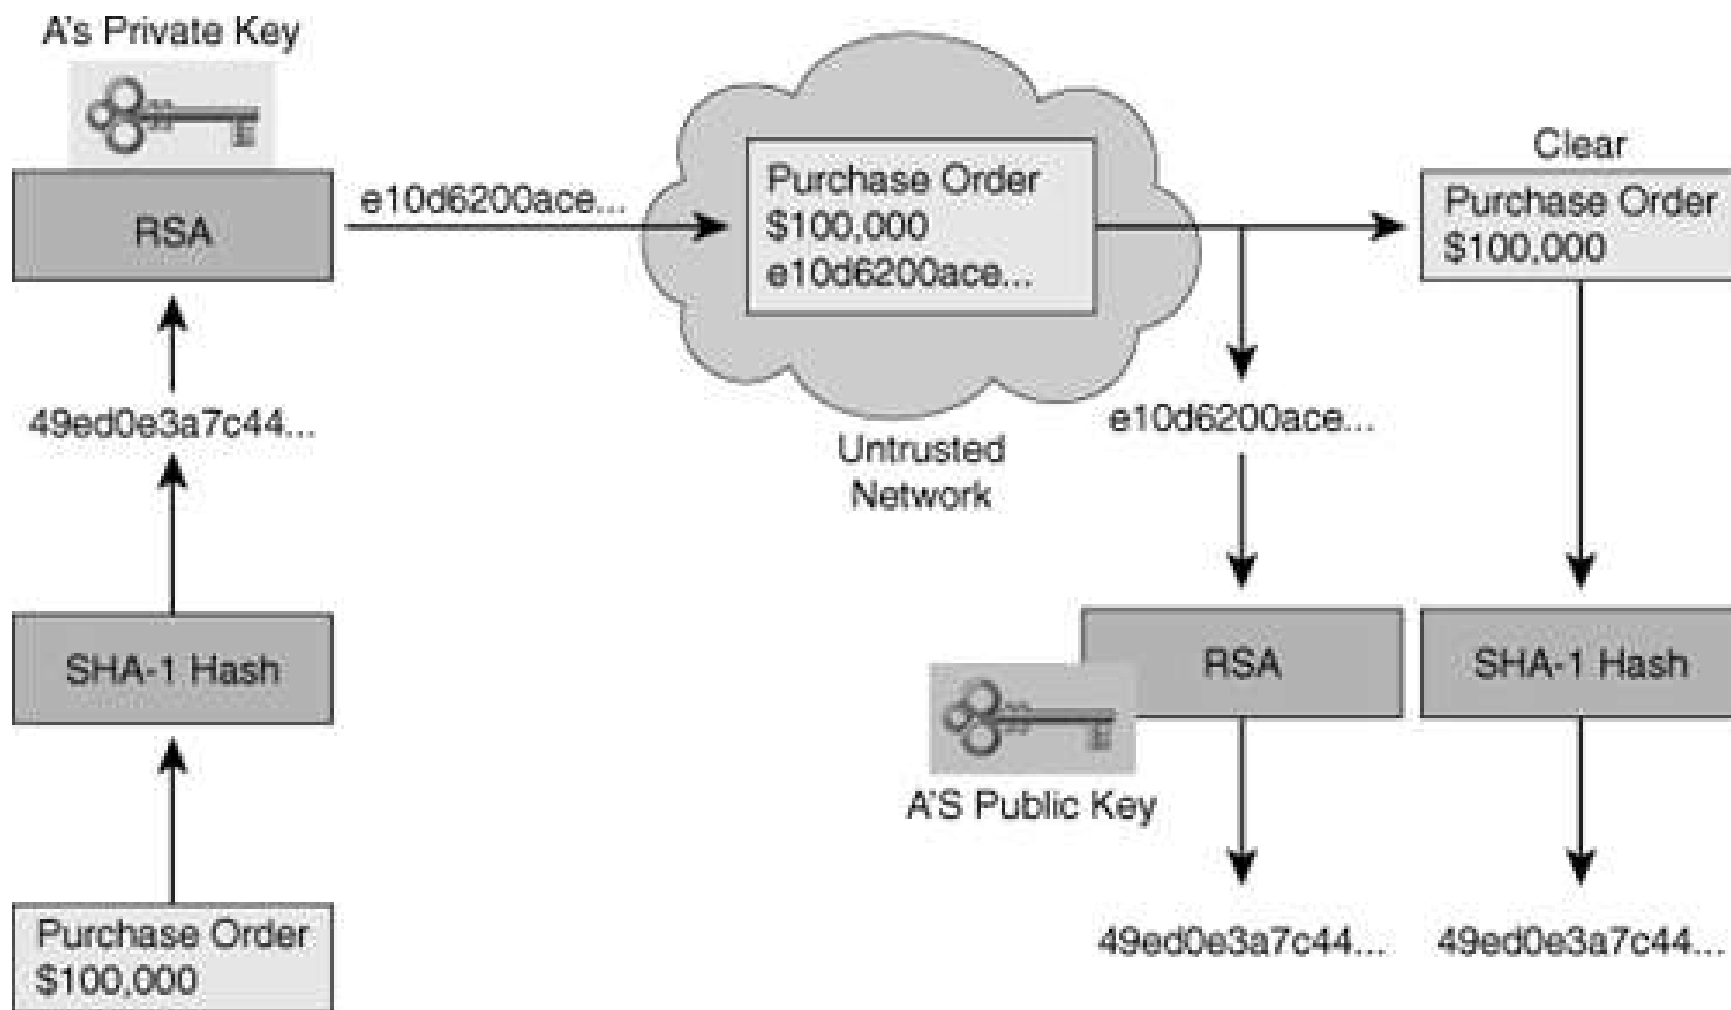 A's Private Key
RSA
e10d6200ace...
Purchase Order
$100,000
e10d6200ace...
Clear
Purchase Order
$100,000
49ed0e3a7c44...
e10d6200ace...
Untrusted
Network
SHA-1 Hash
RSA
SHA-1 Hash
A'S Public Key
Purchase Order
$100,000
49ed0e3a7c44...
49ed0e3a7c44...